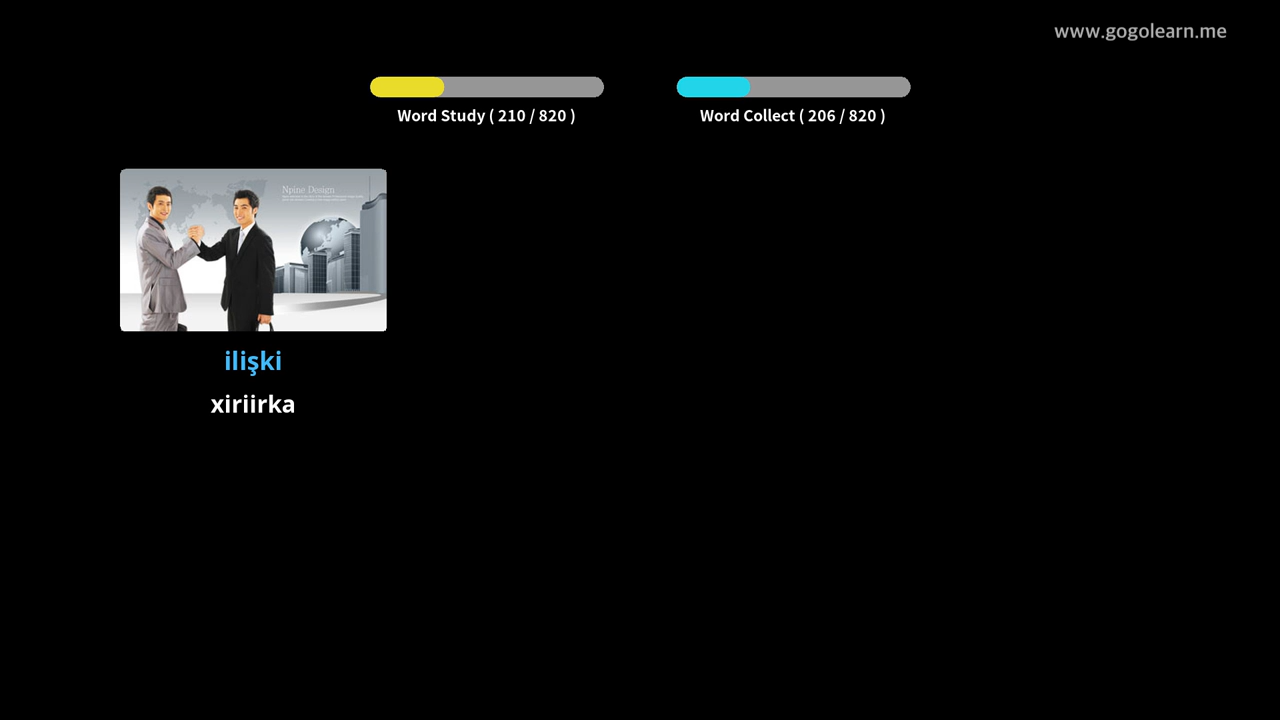 www.gogolearn.me
Word Study ( 210 / 820 )
Word Collect ( 206 / 820 )
Npine Design
ilişki
xiriirka